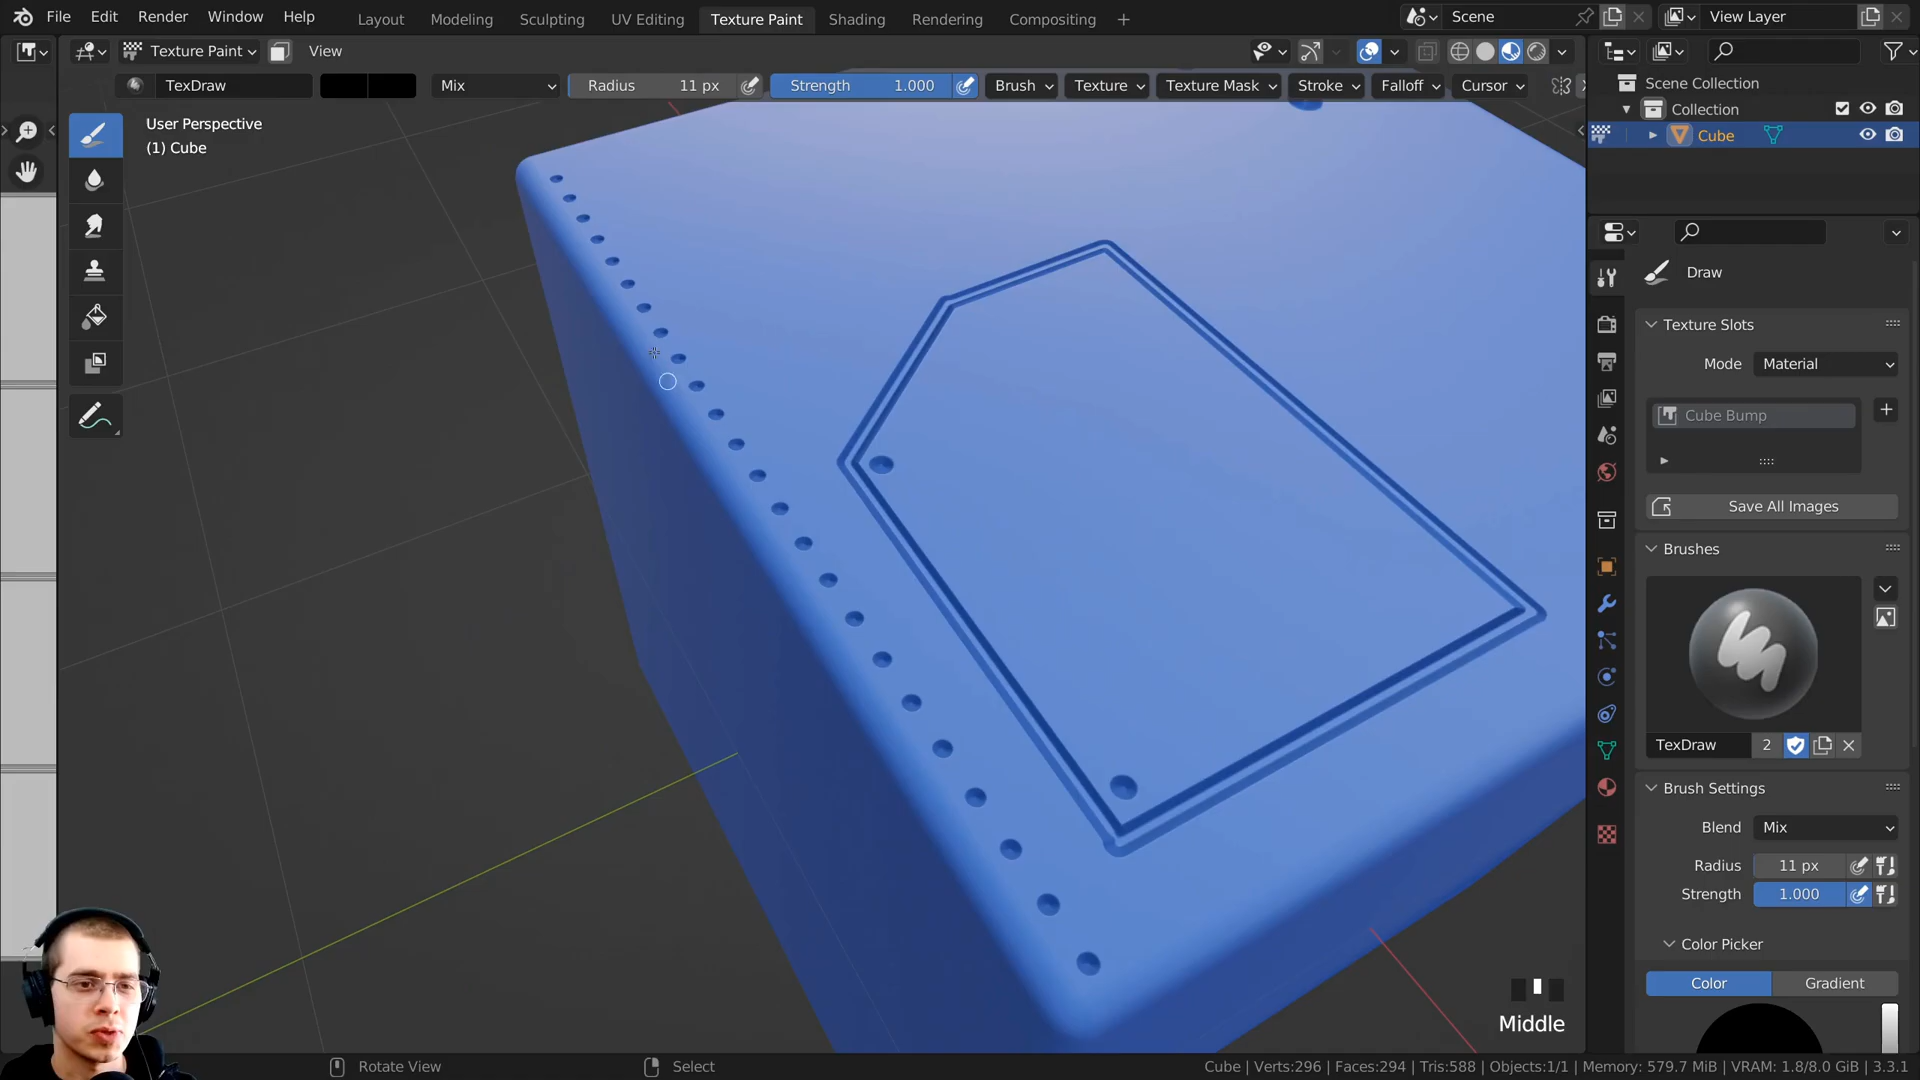 File Edit Render Window Help Layout Modeling Sculpting UV Editing Texture Paint Shading Rendering Compositing Scene View Layer
Texture Paint View
TexDraw Mix Radius 11 px Strength 1.000 Brush Texture Texture Mask Stroke Falloff Cursor
Scene Collection
Collection
Cube
User Perspective
(1) Cube
Draw
Texture Slots
Mode Material
Cube Bump
Save All Images
Brushes
TexDraw 2
Brush Settings
Blend Mix
Radius 11 px
Strength 1.000
Color Picker
Color Gradient
Middle
Rotate View Select Cube | Verts:296 | Faces:294 | Tris:588 | Objects:1/1 | Memory: 579.7 MiB | VRAM: 1.8/8.0 GiB | 3.3.1